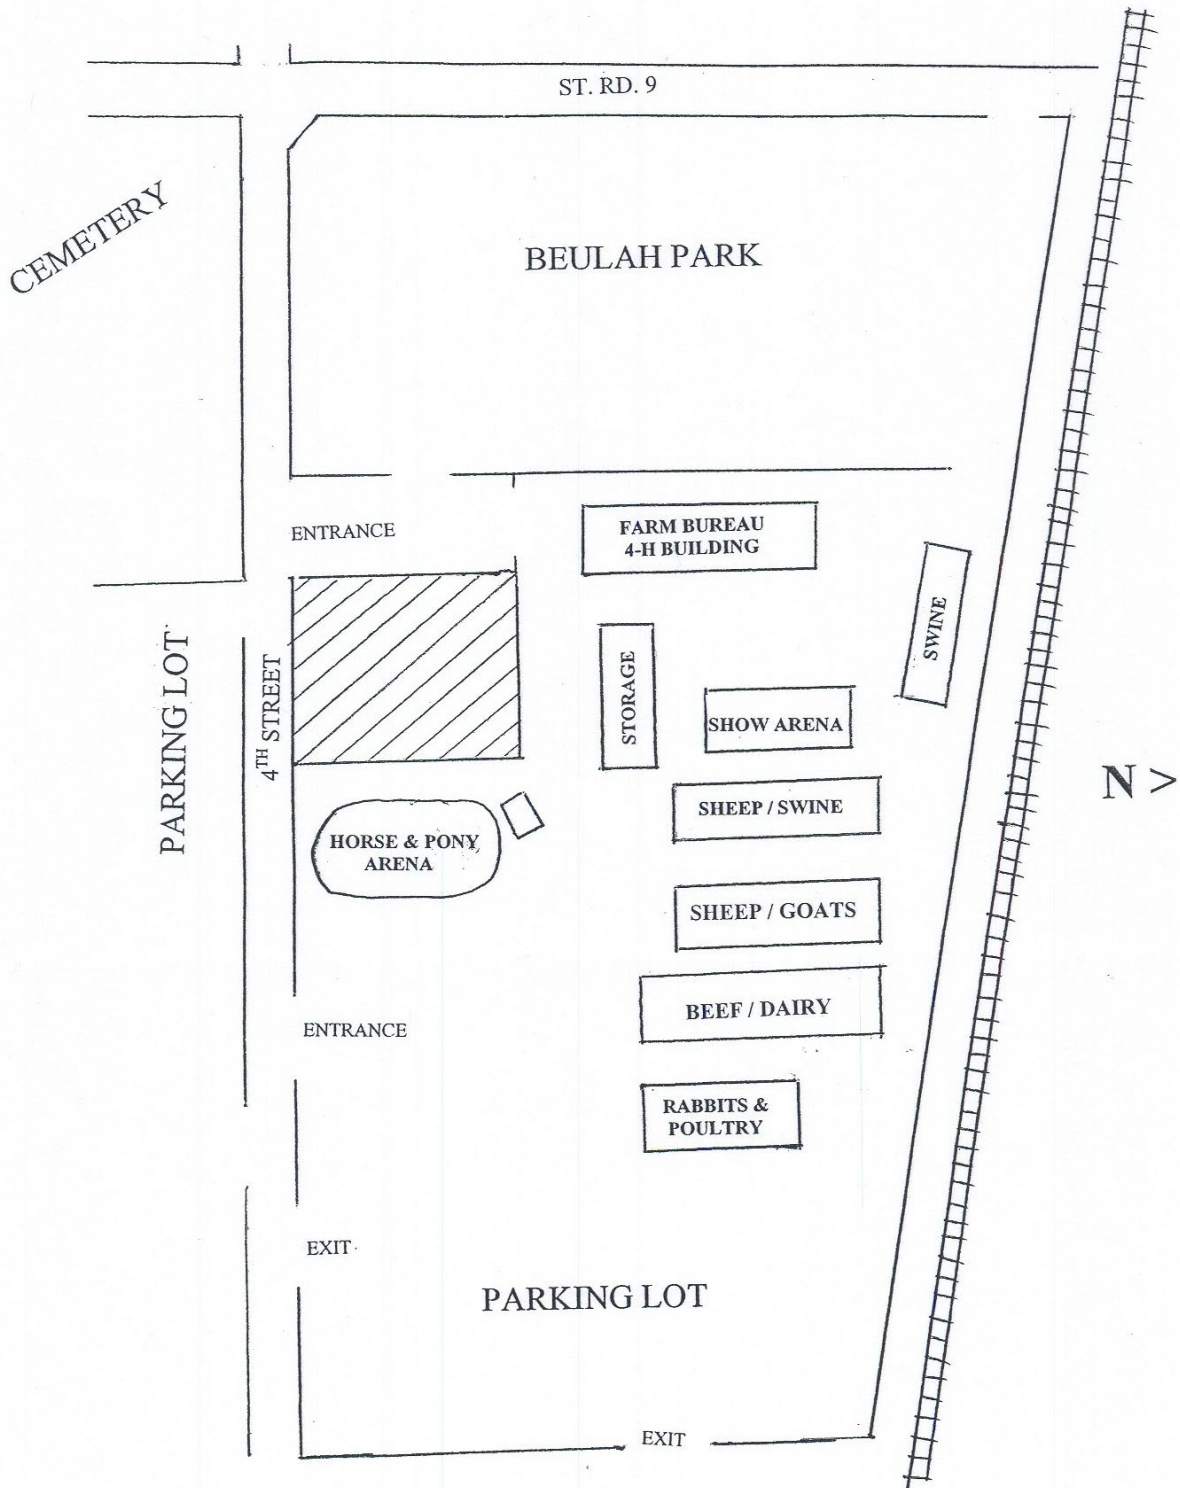 ST. RD. 9
CEMETERY
BEULAH PARK
ENTRANCE
FARM BUREAU
4-H BUILDING
SWINE
STORAGE
PARKING LOT
4TH STREET
SHOW ARENA
N >
SHEEP / SWINE
HORSE & PONY
ARENA
SHEEP / GOATS
BEEF / DAIRY
ENTRANCE
RABBITS &
POULTRY
EXIT
PARKING LOT
EXIT